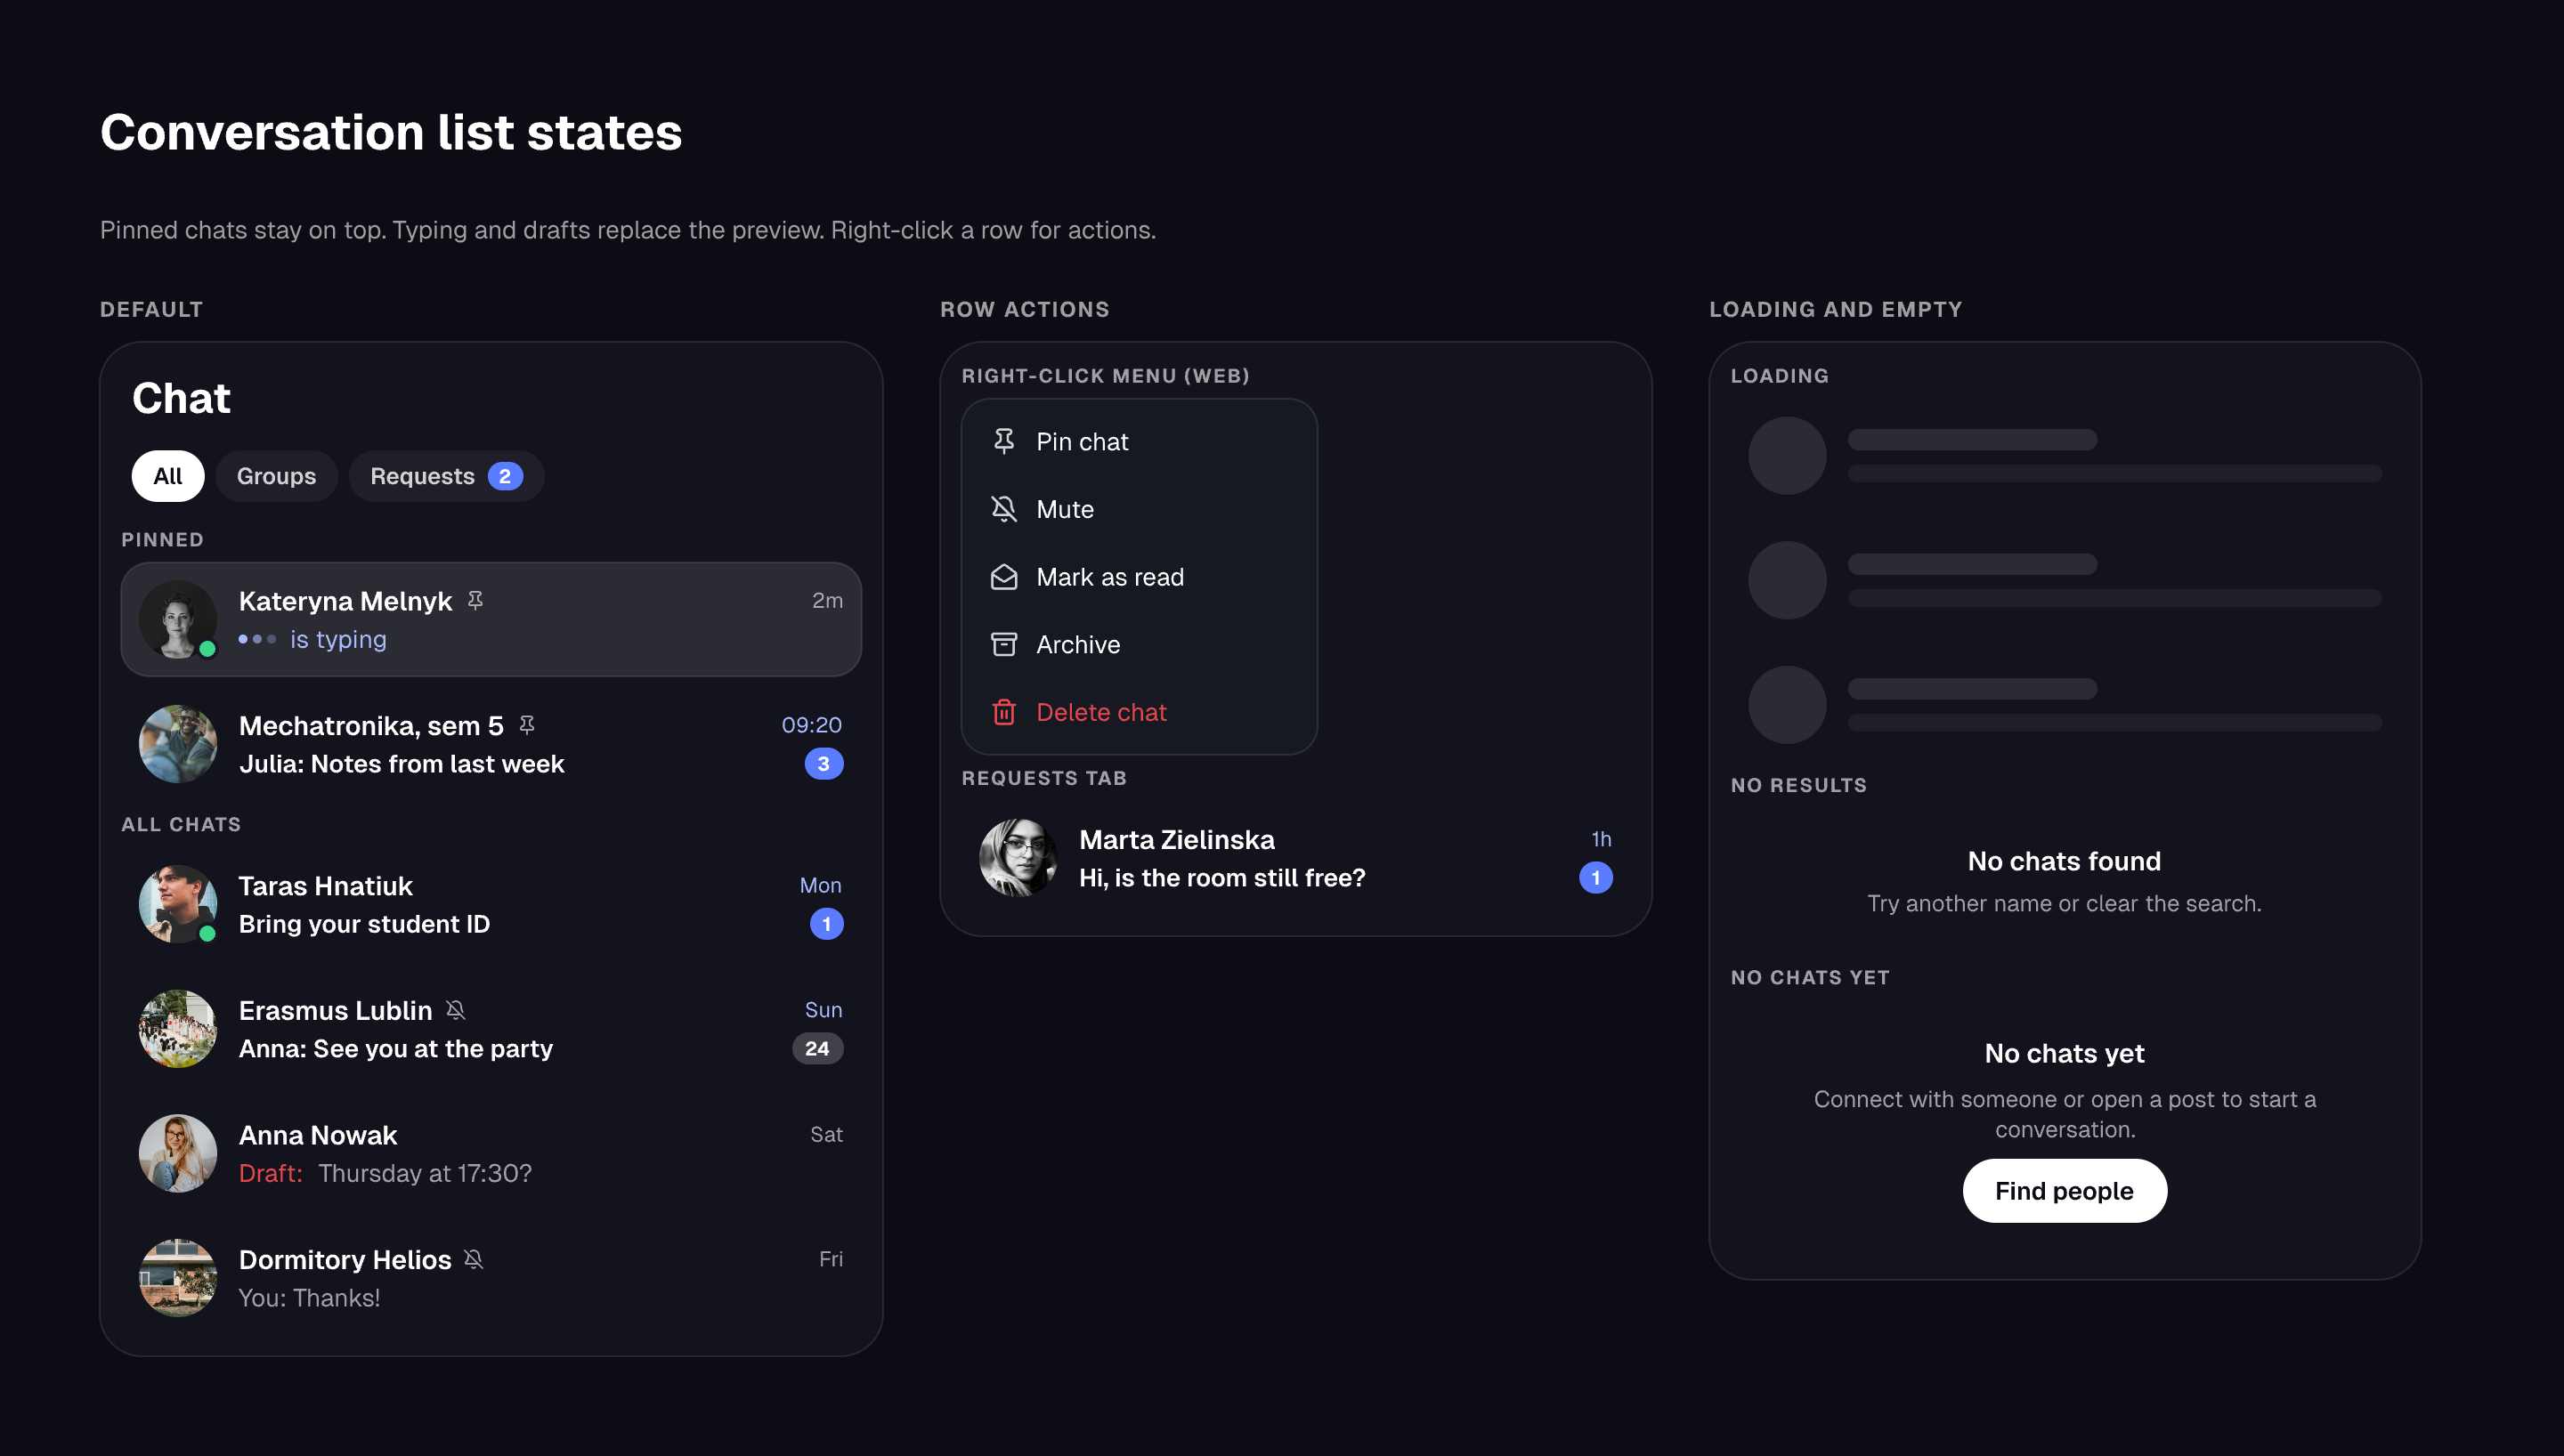 Conversation list states
Pinned chats stay on top. Typing and drafts replace the preview. Right-click a row for actions.
DEFAULT
Chat
All
Groups
Requests 2
PINNED
Kateryna Melnyk
2m
is typing
Mechatronika, sem 5
09:20
Julia: Notes from last week
3
ALL CHATS
Taras Hnatiuk
Mon
Bring your student ID
1
Erasmus Lublin
Sun
Anna: See you at the party
24
Anna Nowak
Sat
Draft: Thursday at 17:30?
Dormitory Helios
Fri
You: Thanks!
ROW ACTIONS
RIGHT-CLICK MENU (WEB)
Pin chat
Mute
Mark as read
Archive
Delete chat
REQUESTS TAB
Marta Zielinska
1h
Hi, is the room still free?
1
LOADING AND EMPTY
LOADING
NO RESULTS
No chats found
Try another name or clear the search.
NO CHATS YET
No chats yet
Connect with someone or open a post to start a
conversation.
Find people